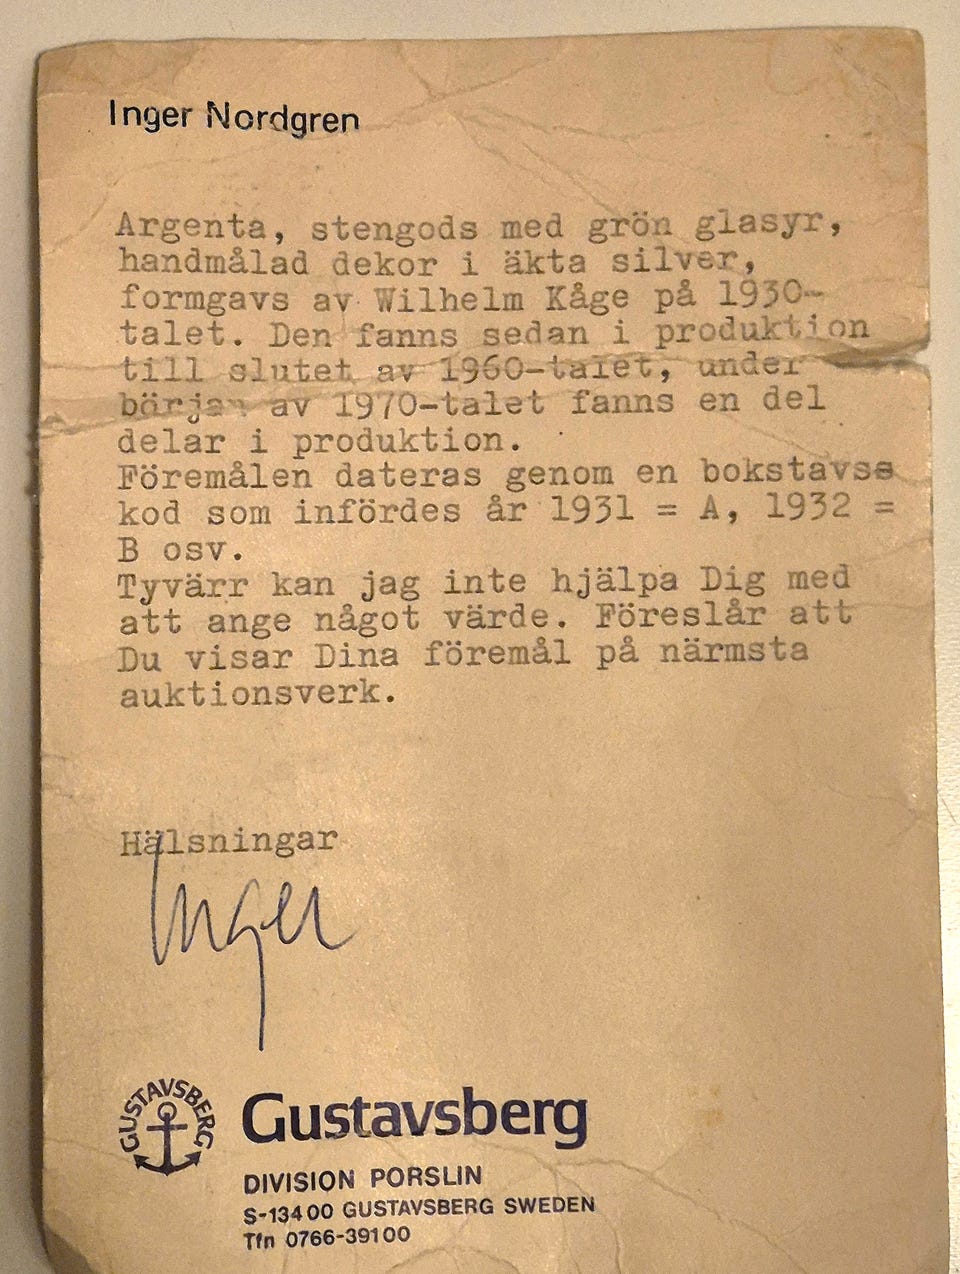 Inger Nordgren
Argenta, stengods med grön glasyr,
handmålad dekor i äkta silver,
formgavs av Wilhelm Kåge på 1930-
talet. Den fanns sedan i produktion
till slutet av 1960-talet, under
början av 1970-talet fanns en del
delar i produktion.
Föremålen dateras genom en bokstavss
kod som infördes år 1931 = A, 1932 =
B osv.
Tyvärr kan jag inte hjälpa Dig med
att ange något värde. Föreslår att
Du visar Dina föremål på närmsta
auktionsverk.
Hälsningar
Inger
GUSTAVSBERG
Gustavsberg
DIVISION PORSLIN
S-134 00 GUSTAVSBERG SWEDEN
Tfn 0766-391 00